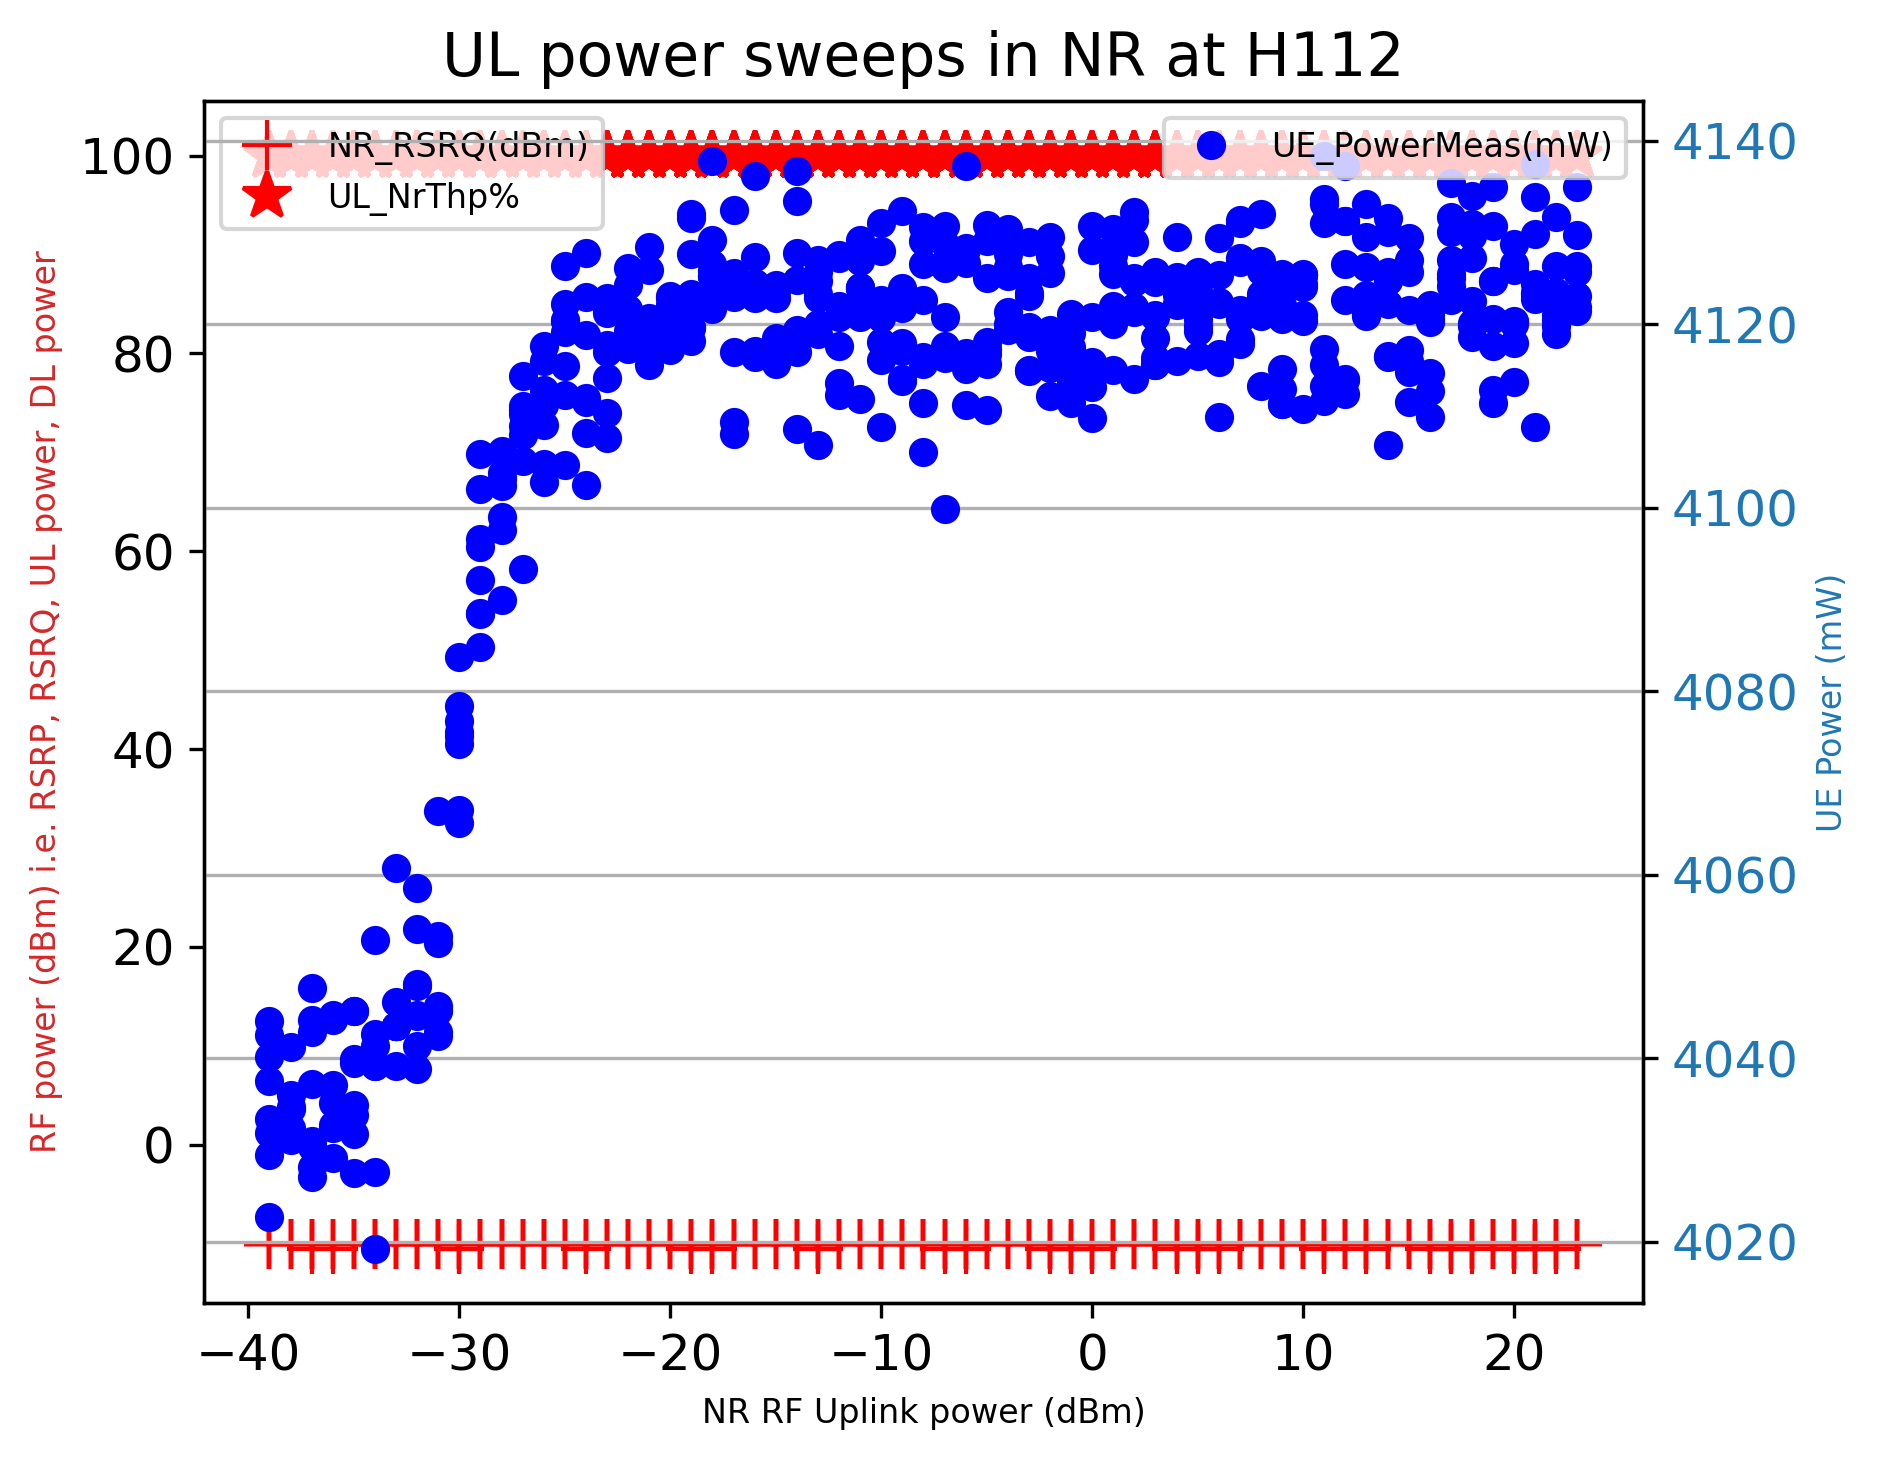 UL power sweeps in NR at H112
NR_RSRQ(dBm)
UL_NrThp%
UE_PowerMeas(mW)
100
80
60
40
20
0
RF power (dBm) i.e. RSRP, RSRQ, UL power, DL power
4140
4120
4100
4080
4060
4040
4020
UE Power (mW)
−40 −30 −20 −10 0 10 20
NR RF Uplink power (dBm)